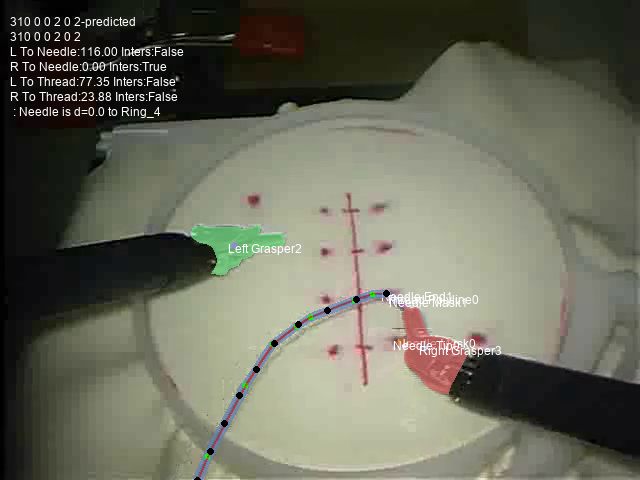 310 0 0 2 0 2-predicted
310 0 0 2 0 2
L To Needle:116.00 Inters:False
R To Needle:0.00 Inters:True
L To Thread:77.35 Inters:False
R To Thread:23.88 Inters:False
: Needle is d=0.0 to Ring_4
Left Grasper2
Needle End1
Needle Mask1
Needle Tip
Right Grasper3